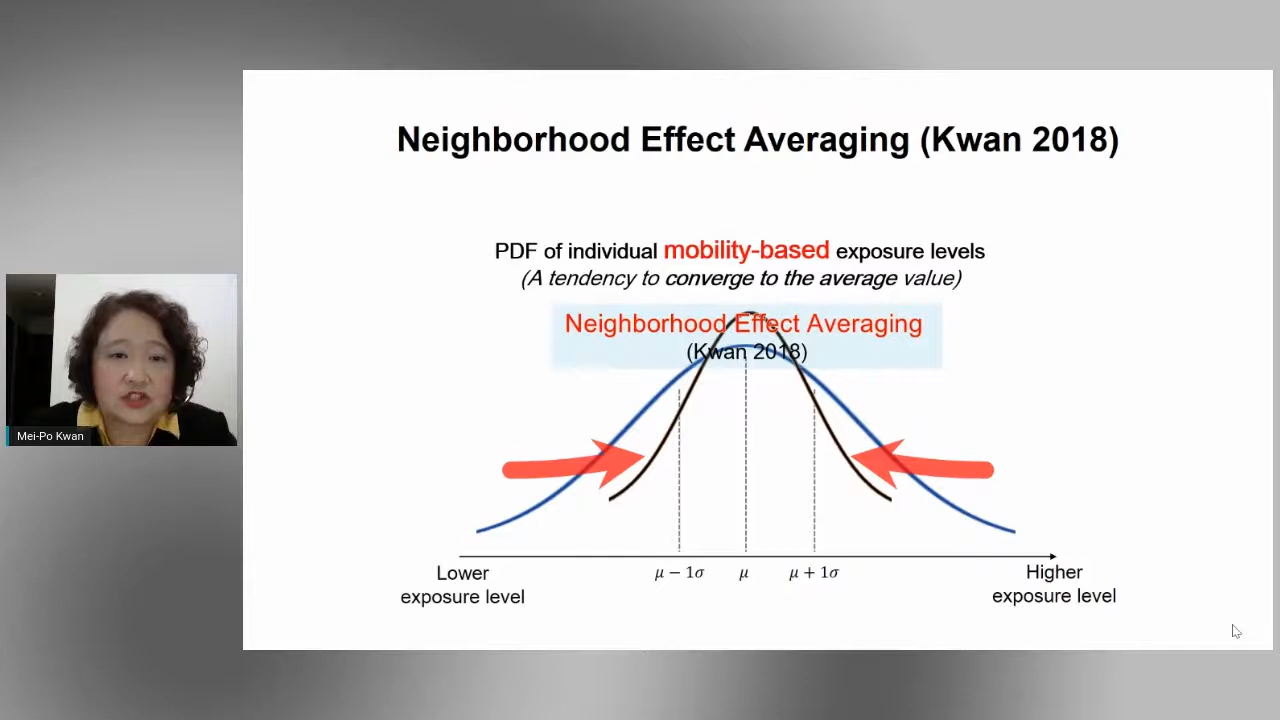 Neighborhood Effect Averaging (Kwan 2018)
PDF of individual mobility-based exposure levels
(A tendency to converge to the average value)
Neighborhood Effect Averaging
(Kwan 2018)
Mei-Po Kwan
μ − 1σ μ μ + 1σ
Lower
exposure level
Higher
exposure level